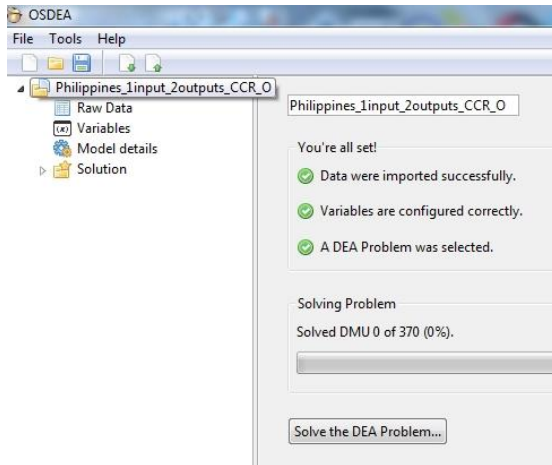 OSDEA
File Tools Help
Philippines_1input_2outputs_CCR_O
Raw Data
(x) Variables
Model details
Solution
Philippines_1input_2outputs_CCR_O
You're all set!
Data were imported successfully.
Variables are configured correctly.
A DEA Problem was selected.
Solving Problem
Solved DMU 0 of 370 (0%).
Solve the DEA Problem...